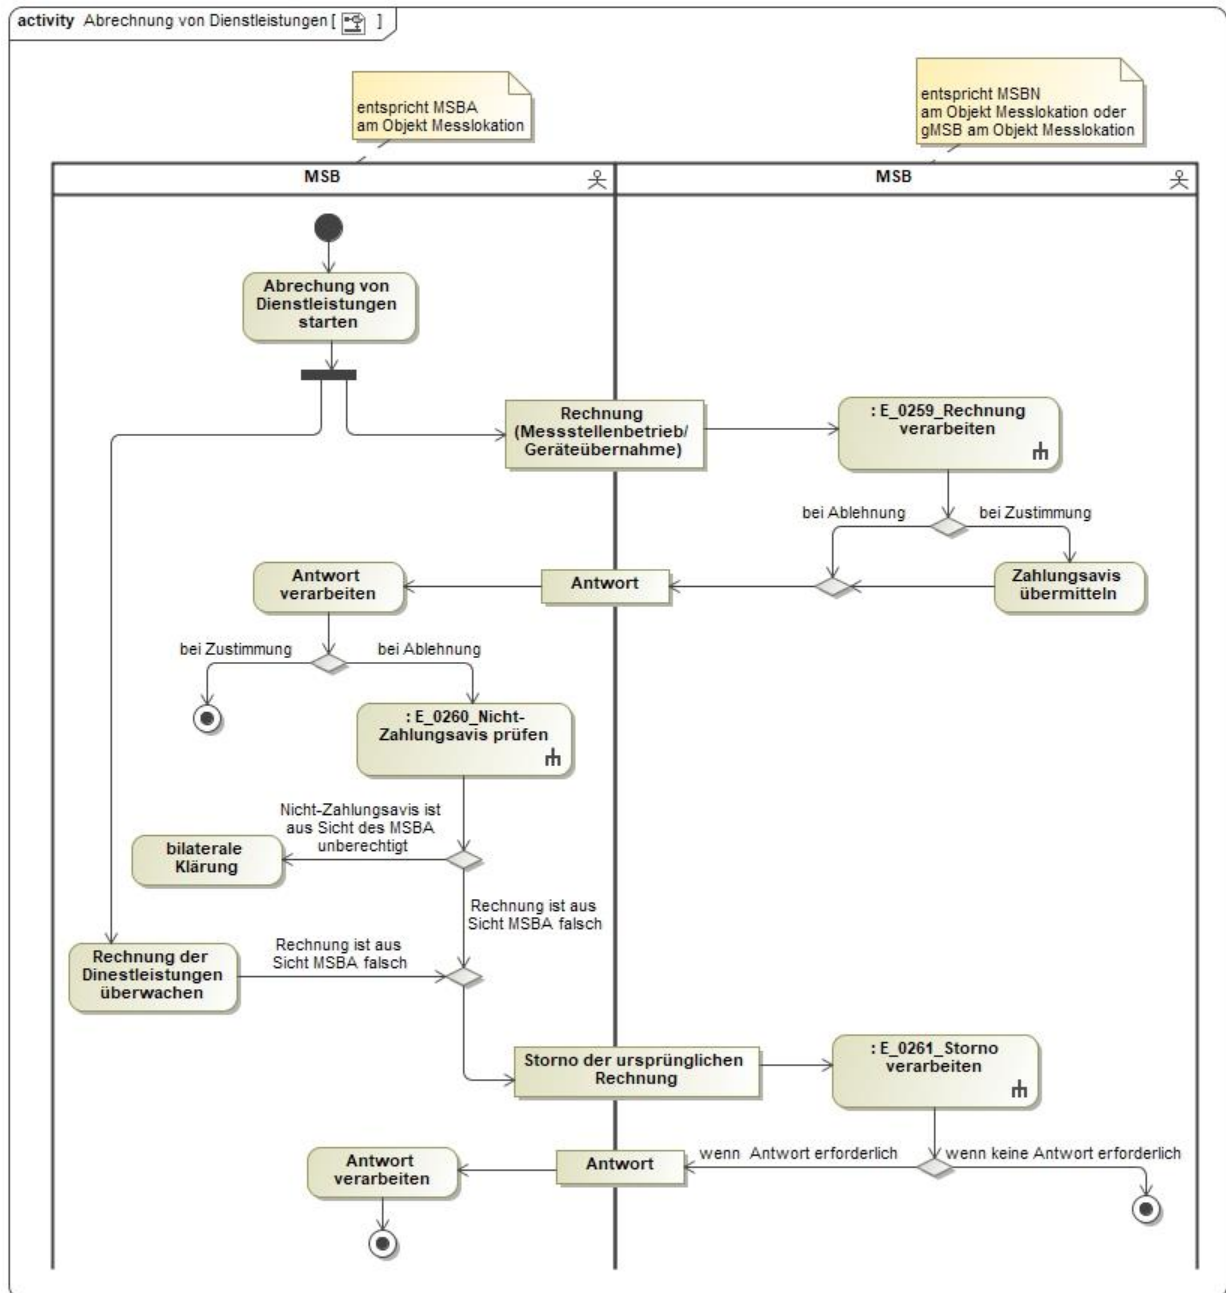 activity Abrechnung von Dienstleistungen [ ]
entspricht MSBA
am Objekt Messlokation
entspricht MSBN
am Objekt Messlokation oder
gMSB am Objekt Messlokation
MSB
MSB
Abrechung von
Dienstleistungen
starten
Rechnung
(Messstellenbetrieb/
Geräteübernahme)
: E_0259_Rechnung
verarbeiten
bei Ablehnung
bei Zustimmung
Zahlungsavis
übermitteln
Antwort
Antwort
verarbeiten
bei Zustimmung
bei Ablehnung
: E_0260_Nicht-
Zahlungsavis prüfen
Nicht-Zahlungsavis ist
aus Sicht des MSBA
unberechtigt
bilaterale
Klärung
Rechnung ist aus
Sicht MSBA falsch
Rechnung der
Dinestleistungen
überwachen
Rechnung ist aus
Sicht MSBA falsch
Storno der ursprünglichen
Rechnung
: E_0261_Storno
verarbeiten
wenn Antwort erforderlich
wenn keine Antwort erforderlich
Antwort
Antwort
verarbeiten